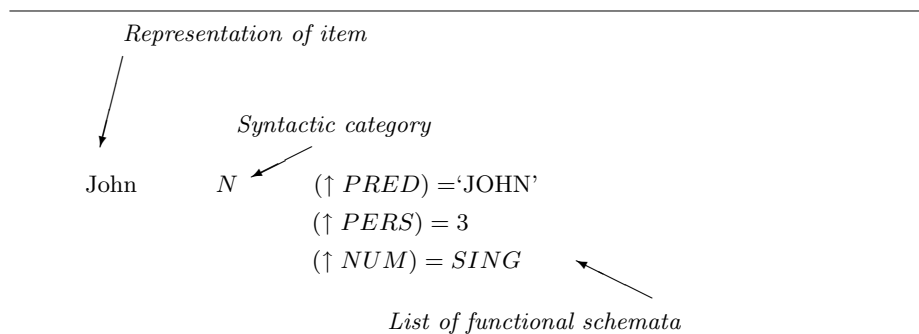 Representation of item
Syntactic category
John N (↑ PRED) =‘JOHN’
(↑ PERS) = 3
(↑ NUM) = SING
List of functional schemata